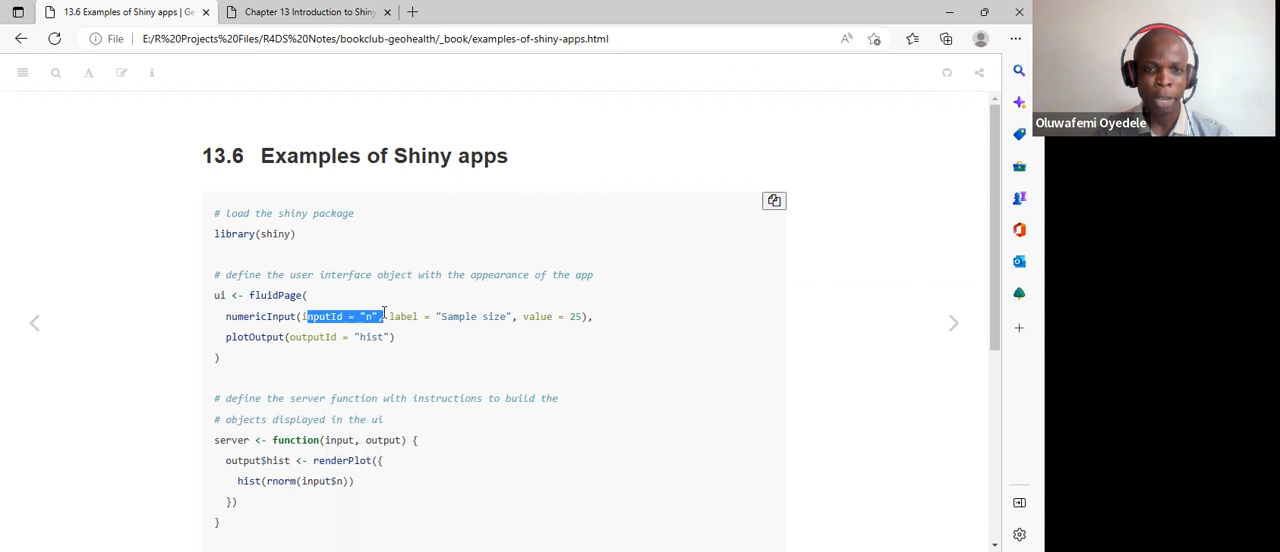 13.6 Examples of Shiny apps | Ge
Chapter 13 Introduction to Shiny
File
E:/R%20Projects%20Files/R4DS%20Notes/bookclub-geohealth/_book/examples-of-shiny-apps.html
Oluwafemi Oyedele
13.6 Examples of Shiny apps
# load the shiny package
library(shiny)
# define the user interface object with the appearance of the app
ui <- fluidPage(
numericInput(inputId = "n", label = "Sample size", value = 25),
plotOutput(outputId = "hist")
)
# define the server function with instructions to build the
# objects displayed in the ui
server <- function(input, output) {
output$hist <- renderPlot({
hist(rnorm(input$n))
})
}